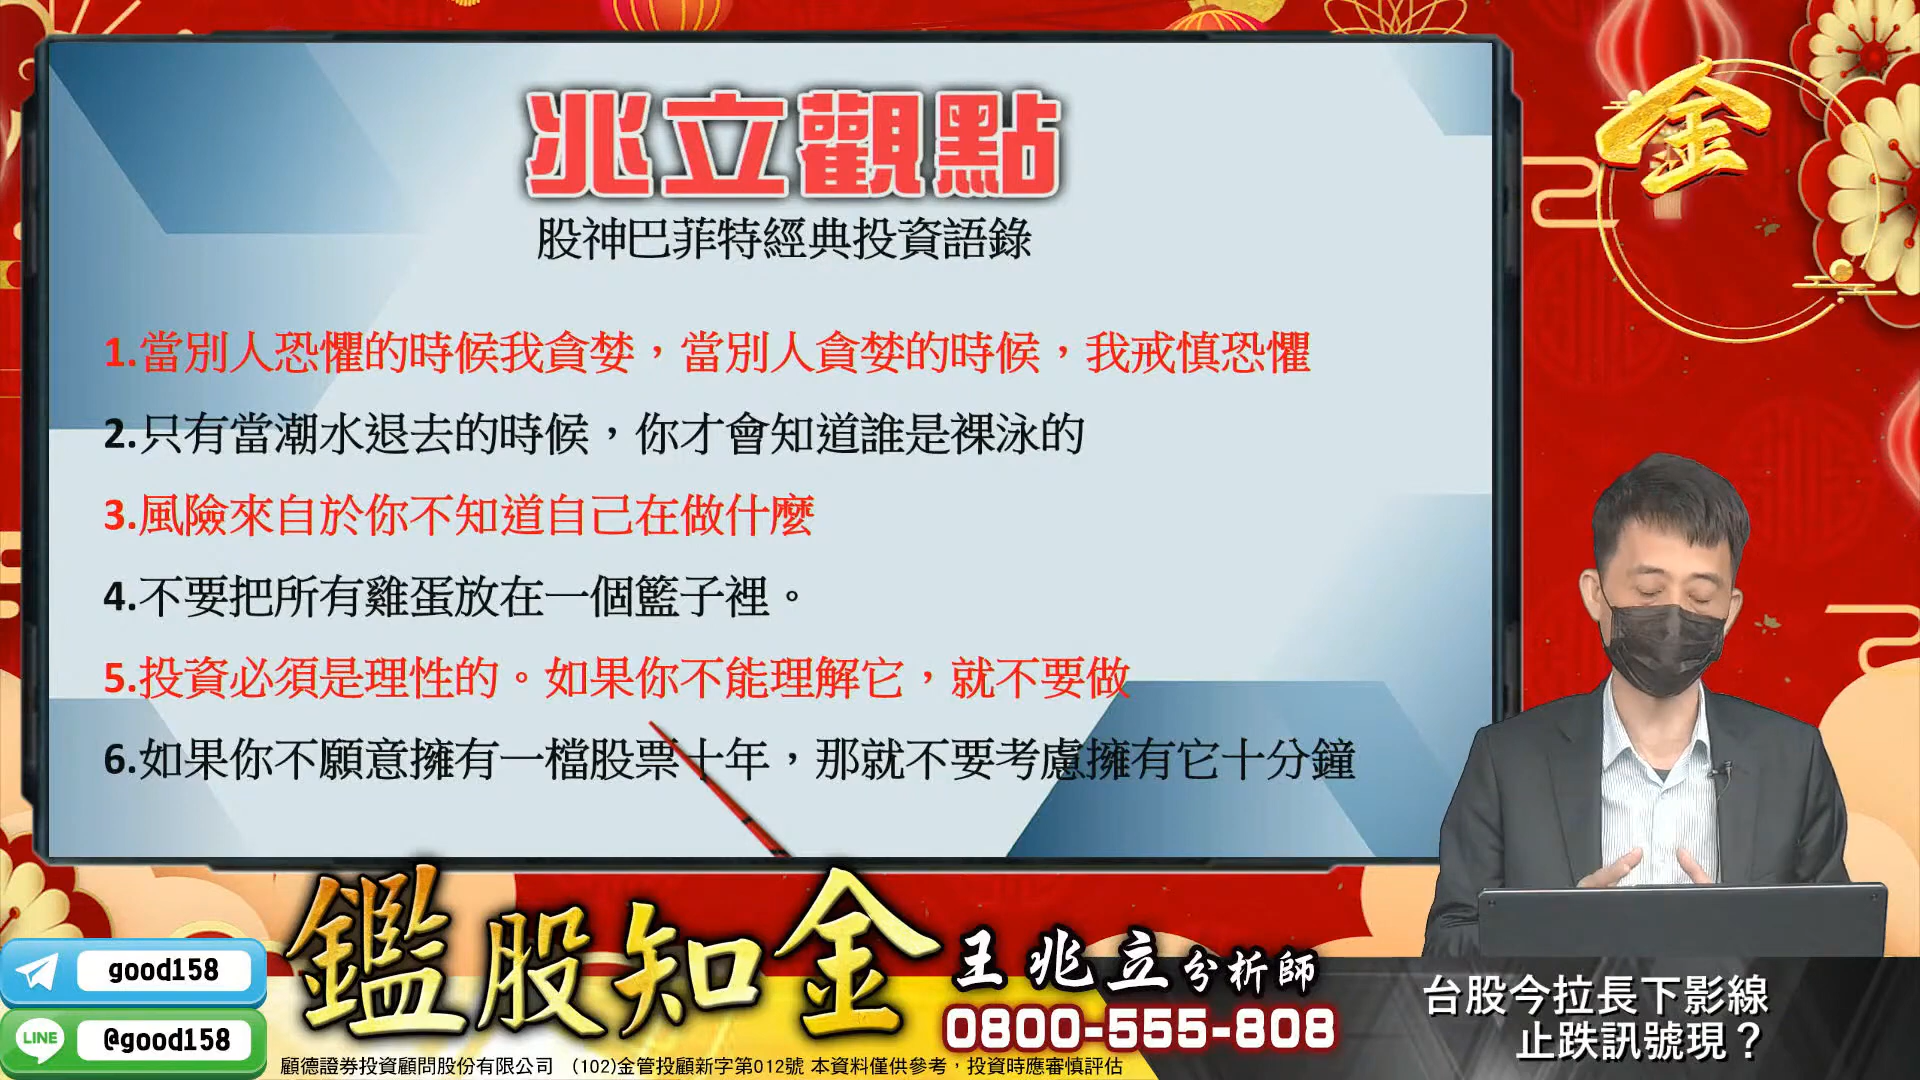 兆立觀點
股神巴菲特經典投資語錄
1.當別人恐懼的時候我貪婪，當別人貪婪的時候，我戒慎恐懼
2.只有當潮水退去的時候，你才會知道誰是裸泳的
3.風險來自於你不知道自己在做什麼
4.不要把所有雞蛋放在一個籃子裡。
5.投資必須是理性的。如果你不能理解它，就不要做
6.如果你不願意擁有一檔股票十年，那就不要考慮擁有它十分鐘
金
good158
LINE
@good158
鑑股知金
王兆立分析師
0800-555-808
顧德證券投資顧問股份有限公司 (102)金管投顧新字第012號 本資料僅供參考，投資時應審慎評估
台股今拉長下影線
止跌訊號現？